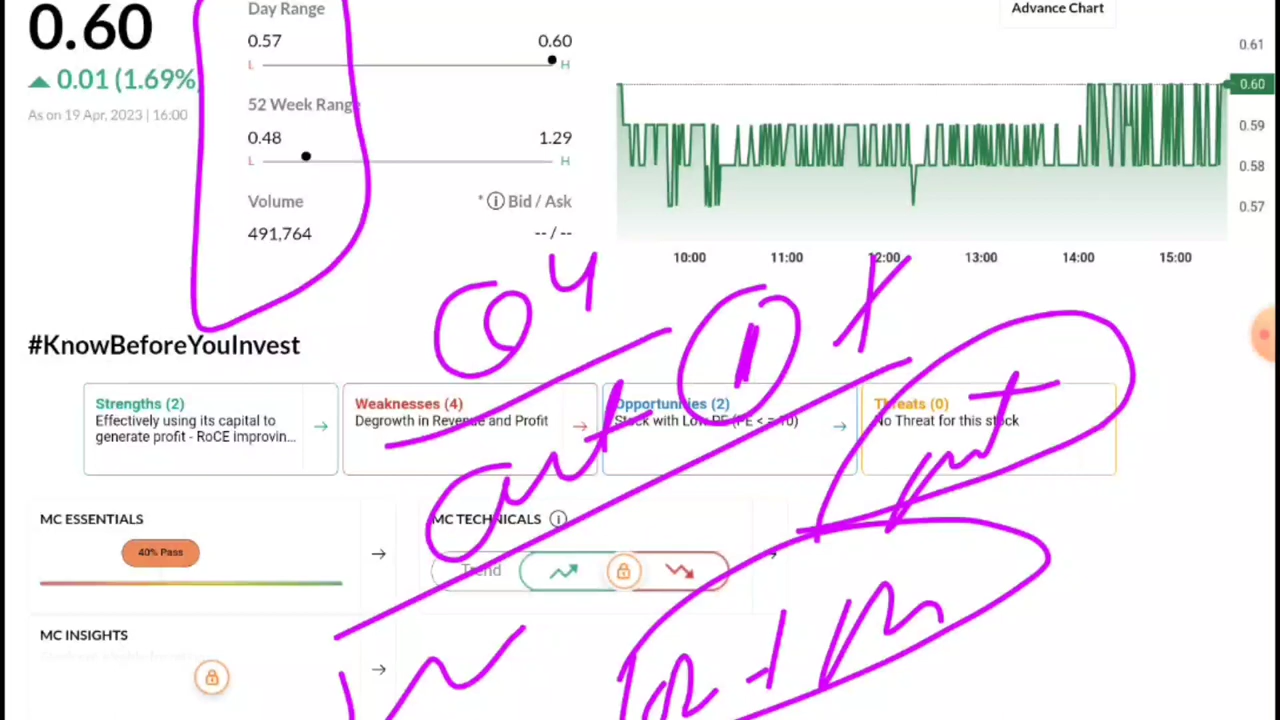 0.60
0.01 (1.69%
As on 19 Apr, 2023 | 16:00
Day Range
0.57 0.60
L H
52 Week Range
0.48 1.29
L H
Volume * Bid / Ask
491,764 -- / --
Advance Chart
0.61
0.60
0.59
0.58
0.57
10:00 11:00 12:00 13:00 14:00 15:00
Q4
#KnowBeforeYouInvest
Strengths (2)
Effectively using its capital to
generate profit - RoCE improvin...
Weaknesses (4)
Degrowth in Revenue and Profit
Opportunities (2)
Stock with Low PE (PE < = 10)
Threats (0)
No Threat for this stock
MC ESSENTIALS
40% Pass
MC TECHNICALS
Trend
MC INSIGHTS